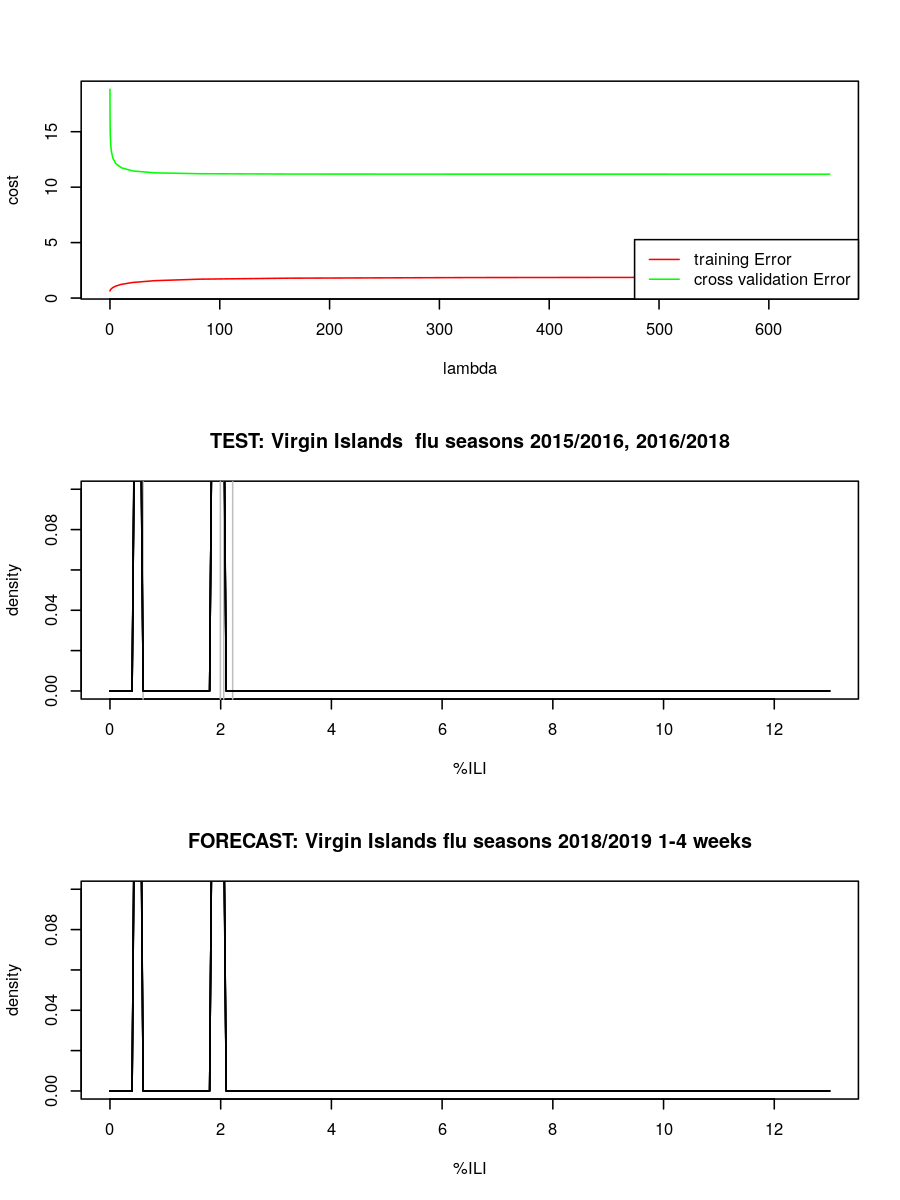 cost
0
5
10
15
training Error
cross validation Error
0 100 200 300 400 500 600
lambda
TEST: Virgin Islands  flu seasons 2015/2016, 2016/2018
density
0.00
0.04
0.08
0 2 4 6 8 10 12
%ILI
FORECAST: Virgin Islands flu seasons 2018/2019 1-4 weeks
density
0.00
0.04
0.08
0 2 4 6 8 10 12
%ILI